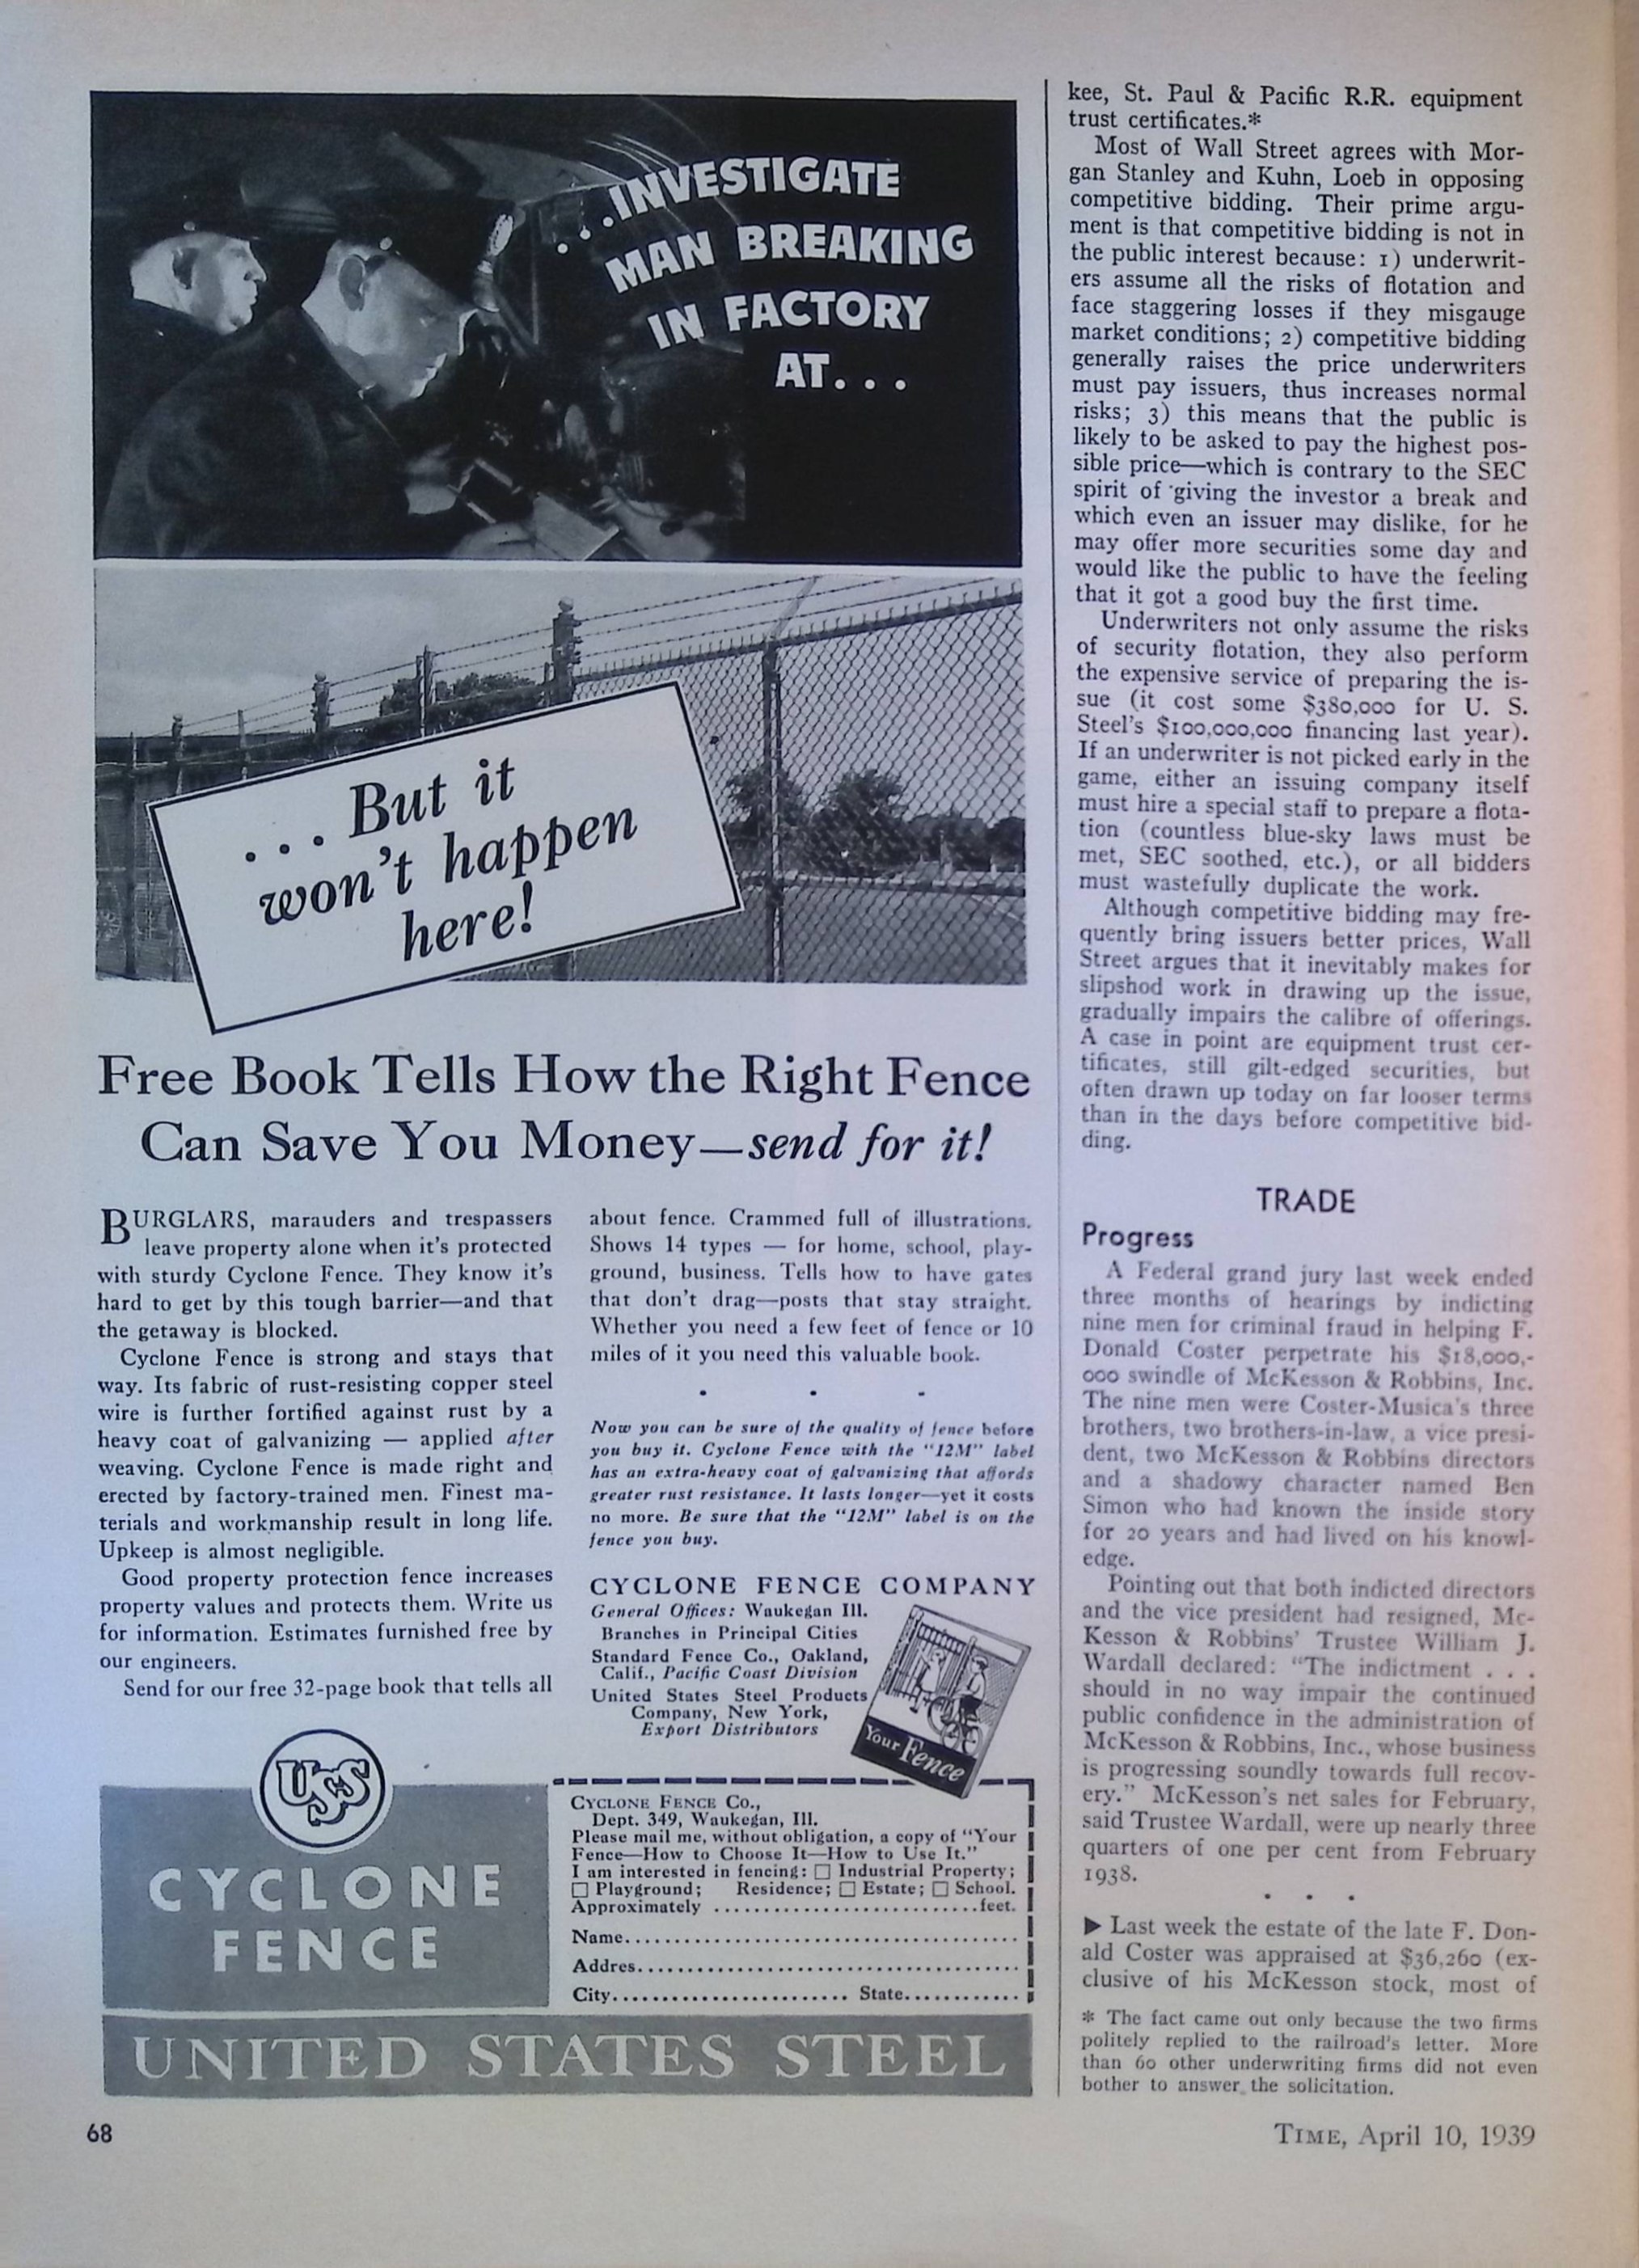 ...INVESTIGATE
MAN BREAKING
IN FACTORY
AT...
...But it
won't happen
here!
Free Book Tells How the Right Fence
Can Save You Money—send for it!
BURGLARS, marauders and trespassers
leave property alone when it's protected
with sturdy Cyclone Fence. They know it's
hard to get by this tough barrier—and that
the getaway is blocked.
Cyclone Fence is strong and stays that
way. Its fabric of rust-resisting copper steel
wire is further fortified against rust by a
heavy coat of galvanizing — applied after
weaving. Cyclone Fence is made right and
erected by factory-trained men. Finest ma-
terials and workmanship result in long life.
Upkeep is almost negligible.
Good property protection fence increases
property values and protects them. Write us
for information. Estimates furnished free by
our engineers.
Send for our free 32-page book that tells all
about fence. Crammed full of illustrations.
Shows 14 types — for home, school, play-
ground, business. Tells how to have gates
that don't drag—posts that stay straight.
Whether you need a few feet of fence or 10
miles of it you need this valuable book.
. . .
Now you can be sure of the quality of fence before
you buy it. Cyclone Fence with the "12M" label
has an extra-heavy coat of galvanizing that affords
greater rust resistance. It lasts longer—yet it costs
no more. Be sure that the "12M" label is on the
fence you buy.
CYCLONE FENCE COMPANY
General Offices: Waukegan Ill.
Branches in Principal Cities
Standard Fence Co., Oakland,
Calif., Pacific Coast Division
United States Steel Products
Company, New York,
Export Distributors
Your Fence
USS
CYCLONE
FENCE
CYCLONE FENCE CO.,
Dept. 349, Waukegan, Ill.
Please mail me, without obligation, a copy of "Your
Fence—How to Choose It—How to Use It."
I am interested in fencing: □ Industrial Property;
□ Playground; Residence; □ Estate; □ School.
Approximately ............................feet.
Name..........................................
Addres........................................
City......................... State............
UNITED STATES STEEL
68
kee, St. Paul & Pacific R.R. equipment
trust certificates.*
Most of Wall Street agrees with Mor-
gan Stanley and Kuhn, Loeb in opposing
competitive bidding. Their prime argu-
ment is that competitive bidding is not in
the public interest because: 1) underwrit-
ers assume all the risks of flotation and
face staggering losses if they misgauge
market conditions; 2) competitive bidding
generally raises the price underwriters
must pay issuers, thus increases normal
risks; 3) this means that the public is
likely to be asked to pay the highest pos-
sible price—which is contrary to the SEC
spirit of giving the investor a break and
which even an issuer may dislike, for he
may offer more securities some day and
would like the public to have the feeling
that it got a good buy the first time.
Underwriters not only assume the risks
of security flotation, they also perform
the expensive service of preparing the is-
sue (it cost some $380,000 for U. S.
Steel's $100,000,000 financing last year).
If an underwriter is not picked early in the
game, either an issuing company itself
must hire a special staff to prepare a flota-
tion (countless blue-sky laws must be
met, SEC soothed, etc.), or all bidders
must wastefully duplicate the work.
Although competitive bidding may fre-
quently bring issuers better prices, Wall
Street argues that it inevitably makes for
slipshod work in drawing up the issue,
gradually impairs the calibre of offerings.
A case in point are equipment trust cer-
tificates, still gilt-edged securities, but
often drawn up today on far looser terms
than in the days before competitive bid-
ding.
TRADE
Progress
A Federal grand jury last week ended
three months of hearings by indicting
nine men for criminal fraud in helping F.
Donald Coster perpetrate his $18,000,-
000 swindle of McKesson & Robbins, Inc.
The nine men were Coster-Musica's three
brothers, two brothers-in-law, a vice presi-
dent, two McKesson & Robbins directors
and a shadowy character named Ben
Simon who had known the inside story
for 20 years and had lived on his knowl-
edge.
Pointing out that both indicted directors
and the vice president had resigned, Mc-
Kesson & Robbins' Trustee William J.
Wardall declared: "The indictment . . .
should in no way impair the continued
public confidence in the administration of
McKesson & Robbins, Inc., whose business
is progressing soundly towards full recov-
ery." McKesson's net sales for February,
said Trustee Wardall, were up nearly three
quarters of one per cent from February
1938.
. . .
▶ Last week the estate of the late F. Don-
ald Coster was appraised at $36,260 (ex-
clusive of his McKesson stock, most of
* The fact came out only because the two firms
politely replied to the railroad's letter. More
than 60 other underwriting firms did not even
bother to answer the solicitation.
TIME, April 10, 1939